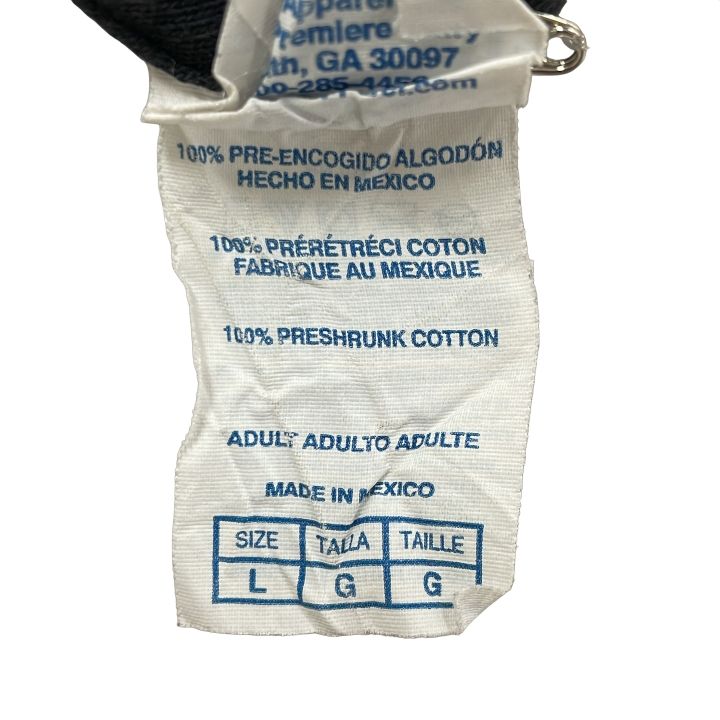 Apparel
Premiere
GA 30097
100% PRE-ENCOGIDO ALGODÓN
HECHO EN MEXICO
100% PRÉRÉTRÉCI COTON
FABRIQUE AU MEXIQUE
100% PRESHRUNK COTTON
ADULT ADULTO ADULTE
MADE IN MEXICO
SIZE TALLA TAILLE
L G G